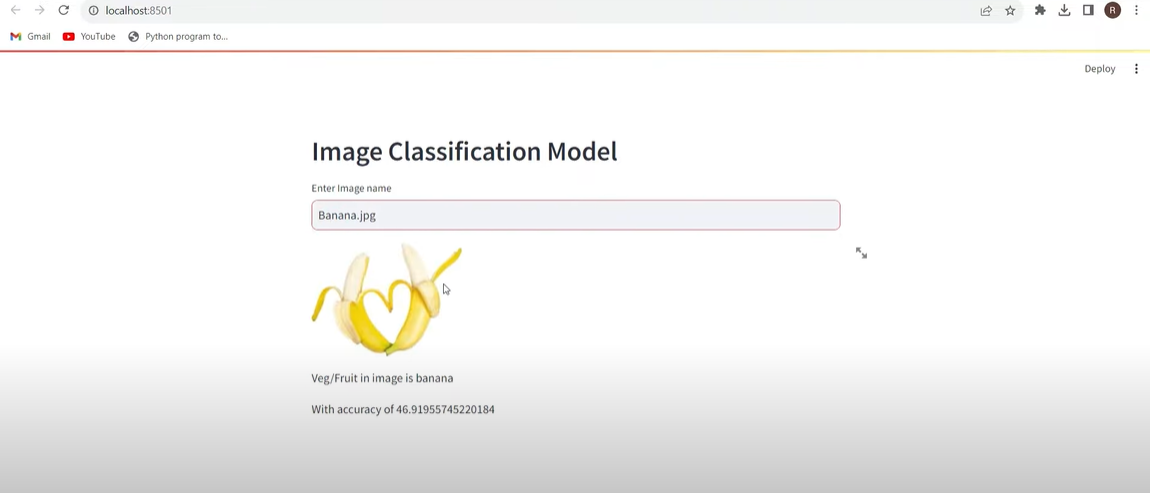 localhost:8501
R
Gmail YouTube Python program to...
Deploy
Image Classification Model
Enter Image name
Banana.jpg
Veg/Fruit in image is banana
With accuracy of 46.91955745220184